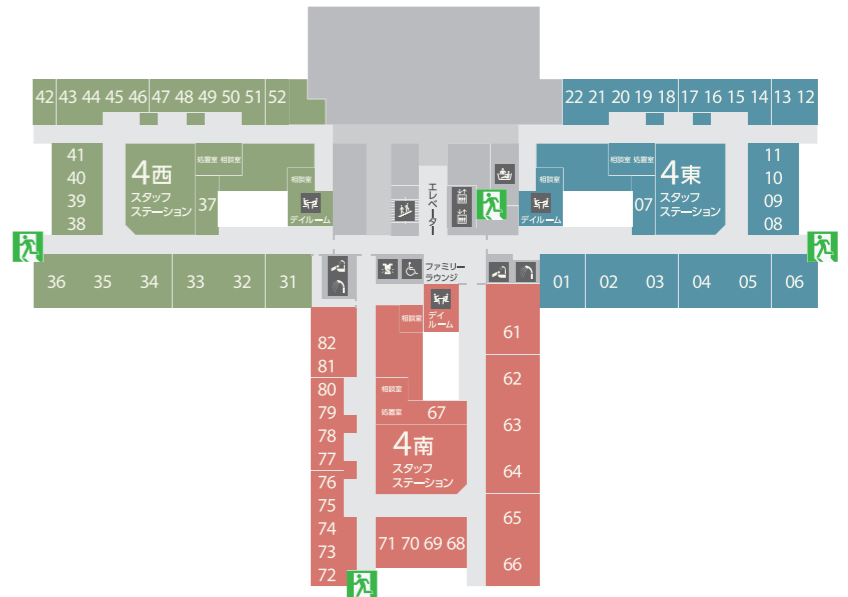 42 43 44 45 46 47 48 49 50 51 52
22 21 20 19 18 17 16 15 14 13 12
41
40
39
38
4西
スタッフ
ステーション
処置室 相談室
37
相談室
デイルーム
エレベーター
相談室
デイルーム
相談室 処置室
07
4東
スタッフ
ステーション
11
10
09
08
36 35 34 33 32 31
ファミリー
ラウンジ
01 02 03 04 05 06
デイ
ルーム
相談室
82
81
80
79
78
77
76
75
74
73
72
相談室
処置室
67
4南
スタッフ
ステーション
71 70 69 68
61
62
63
64
65
66